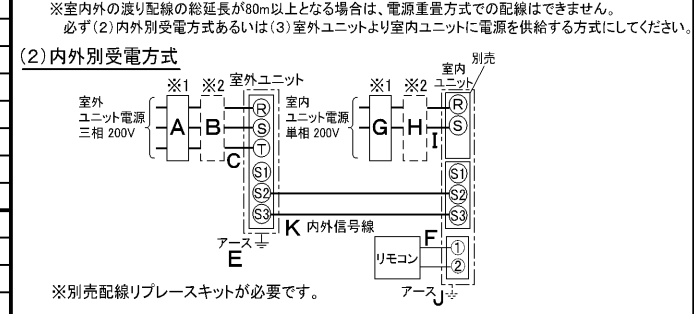 ※室内外の渡り配線の総延長が80m以上となる場合は、電源重畳方式での配線はできません。
必ず(2)内外別受電方式あるいは(3)室外ユニットより室内ユニットに電源を供給する方式にしてください。
(2)内外別受電方式
※1 ※2 室外ユニット
室外
ユニット電源
三相 200V
A
B
C
R
S
T
S1
S2
S3
アース
E
※1 ※2 室内
ユニット
別売
室内
ユニット電源
単相 200V
G
H
I
R
S
S1
S2
S3
K 内外信号線
リモコン
F
①
②
アース
J
※別売配線リプレースキットが必要です。